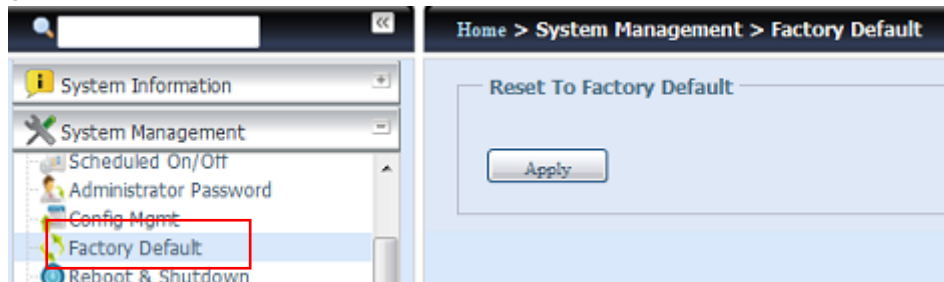 Home > System Management > Factory Default
System Information
System Management
Scheduled On/Off
Administrator Password
Config Mgmt
Factory Default
Reboot & Shutdown
Reset To Factory Default
Apply